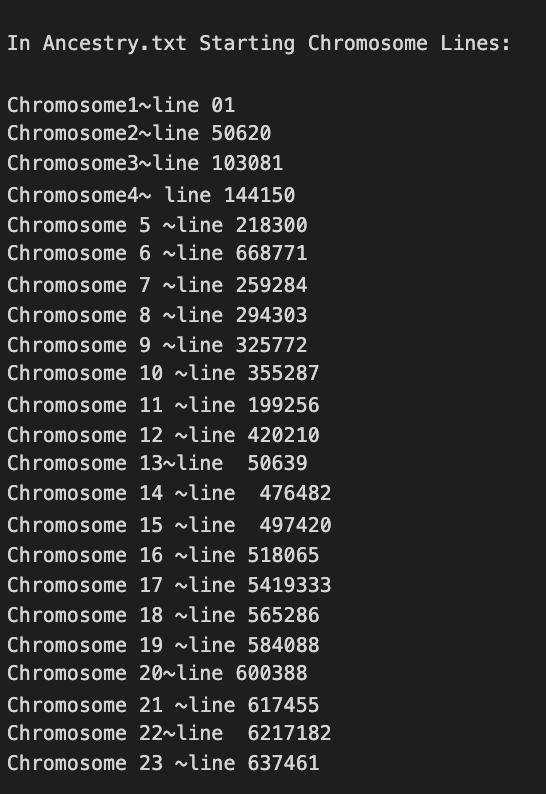 In Ancestry.txt Starting Chromosome Lines:
Chromosome1~line 01
Chromosome2~line 50620
Chromosome3~line 103081
Chromosome4~ line 144150
Chromosome 5 ~line 218300
Chromosome 6 ~line 668771
Chromosome 7 ~line 259284
Chromosome 8 ~line 294303
Chromosome 9 ~line 325772
Chromosome 10 ~line 355287
Chromosome 11 ~line 199256
Chromosome 12 ~line 420210
Chromosome 13~line  50639
Chromosome 14 ~line  476482
Chromosome 15 ~line  497420
Chromosome 16 ~line 518065
Chromosome 17 ~line 5419333
Chromosome 18 ~line 565286
Chromosome 19 ~line 584088
Chromosome 20~line 600388
Chromosome 21 ~line 617455
Chromosome 22~line  6217182
Chromosome 23 ~line 637461